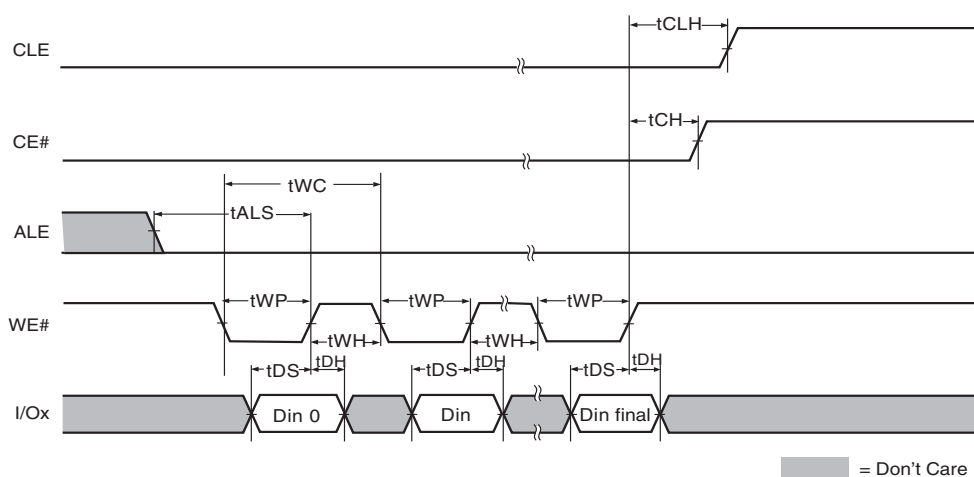 tCLH
CLE
tCH
CE#
tWC
tALS
ALE
tWP tWP tWP
WE#
tWH tWH
tDS tDH tDS tDH tDS tDH
I/Ox Din 0 Din Din final
= Don't Care